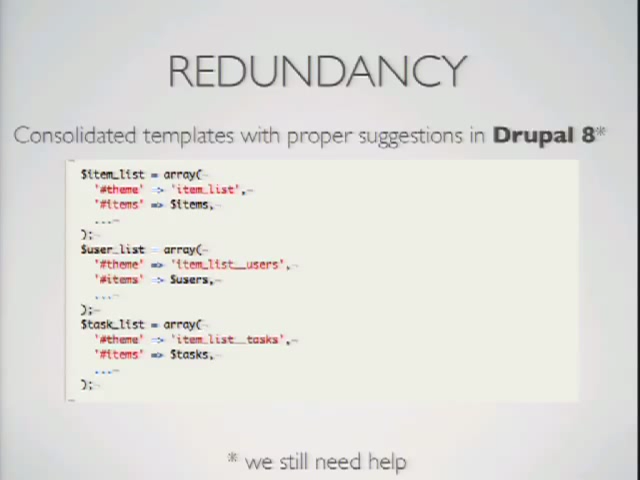 REDUNDANCY
Consolidated templates with proper suggestions in Drupal 8*
$item_list = array(
'#theme' => 'item_list',
'#items' => $items,
...
);
$user_list = array(
'#theme' => 'item_list__users',
'#items' => $users,
...
);
$task_list = array(
'#theme' => 'item_list__tasks',
'#items' => $tasks,
...
);
* we still need help